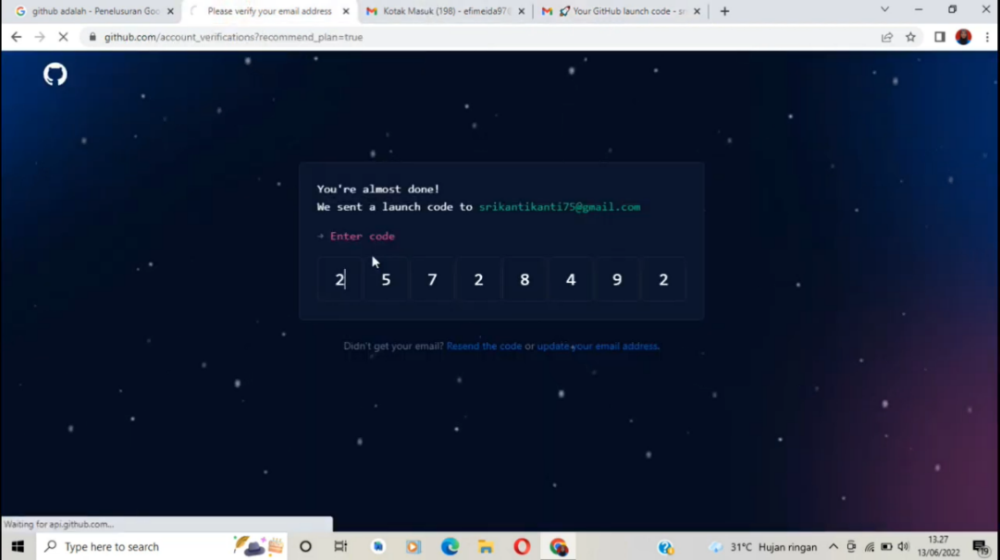 github adalah - Penelusuran Goo
Please verify your email address
Kotak Masuk (198) - efimeida970
Your GitHub launch code - sr
github.com/account_verifications?recommend_plan=true
You're almost done!
We sent a launch code to srikantikanti75@gmail.com
→ Enter code
2 5 7 2 8 4 9 2
Didn't get your email? Resend the code or update your email address.
Waiting for api.github.com...
Type here to search
31°C Hujan ringan
13.27
13/06/2022
19